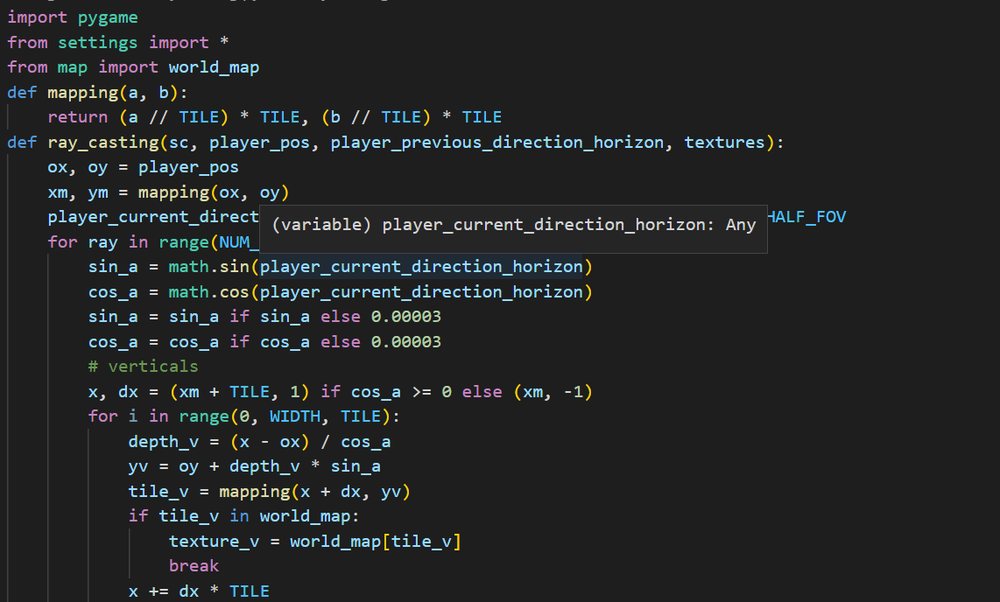 import pygame
from settings import *
from map import world_map
def mapping(a, b):
    return (a // TILE) * TILE, (b // TILE) * TILE
def ray_casting(sc, player_pos, player_previous_direction_horizon, textures):
    ox, oy = player_pos
    xm, ym = mapping(ox, oy)
    player_current_direct HALF_FOV
(variable) player_current_direction_horizon: Any
    for ray in range(NUM_
        sin_a = math.sin(player_current_direction_horizon)
        cos_a = math.cos(player_current_direction_horizon)
        sin_a = sin_a if sin_a else 0.00003
        cos_a = cos_a if cos_a else 0.00003
        # verticals
        x, dx = (xm + TILE, 1) if cos_a >= 0 else (xm, -1)
        for i in range(0, WIDTH, TILE):
            depth_v = (x - ox) / cos_a
            yv = oy + depth_v * sin_a
            tile_v = mapping(x + dx, yv)
            if tile_v in world_map:
                texture_v = world_map[tile_v]
                break
            x += dx * TILE